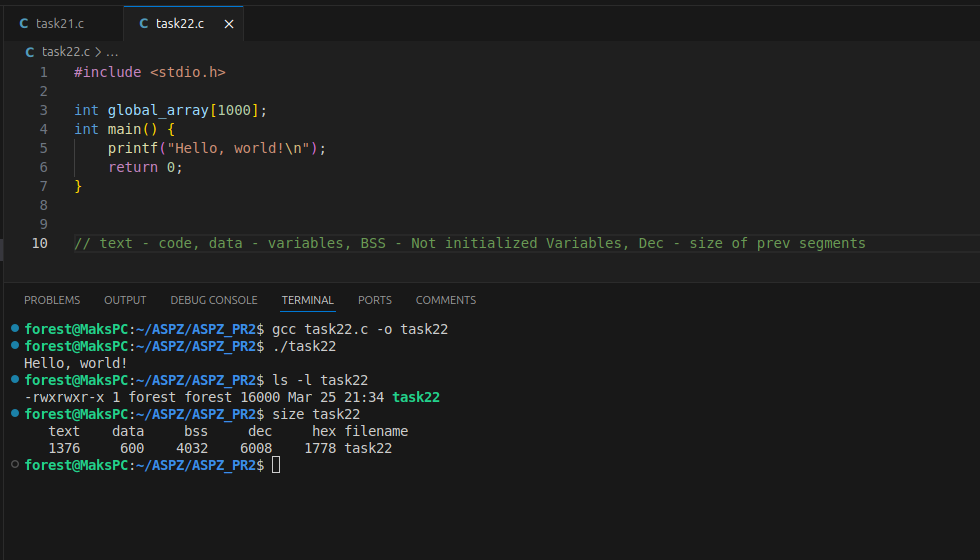 C task21.c C task22.c ×
C task22.c > ...
1 #include <stdio.h>
2
3 int global_array[1000];
4 int main() {
5     printf("Hello, world!\n");
6     return 0;
7 }
8
9
10 // text - code, data - variables, BSS - Not initialized Variables, Dec - size of prev segments
PROBLEMS OUTPUT DEBUG CONSOLE TERMINAL PORTS COMMENTS
forest@MaksPC:~/ASPZ/ASPZ_PR2$ gcc task22.c -o task22
forest@MaksPC:~/ASPZ/ASPZ_PR2$ ./task22
Hello, world!
forest@MaksPC:~/ASPZ/ASPZ_PR2$ ls -l task22
-rwxrwxr-x 1 forest forest 16000 Mar 25 21:34 task22
forest@MaksPC:~/ASPZ/ASPZ_PR2$ size task22
   text    data     bss     dec     hex filename
   1376     600    4032    6008    1778 task22
forest@MaksPC:~/ASPZ/ASPZ_PR2$